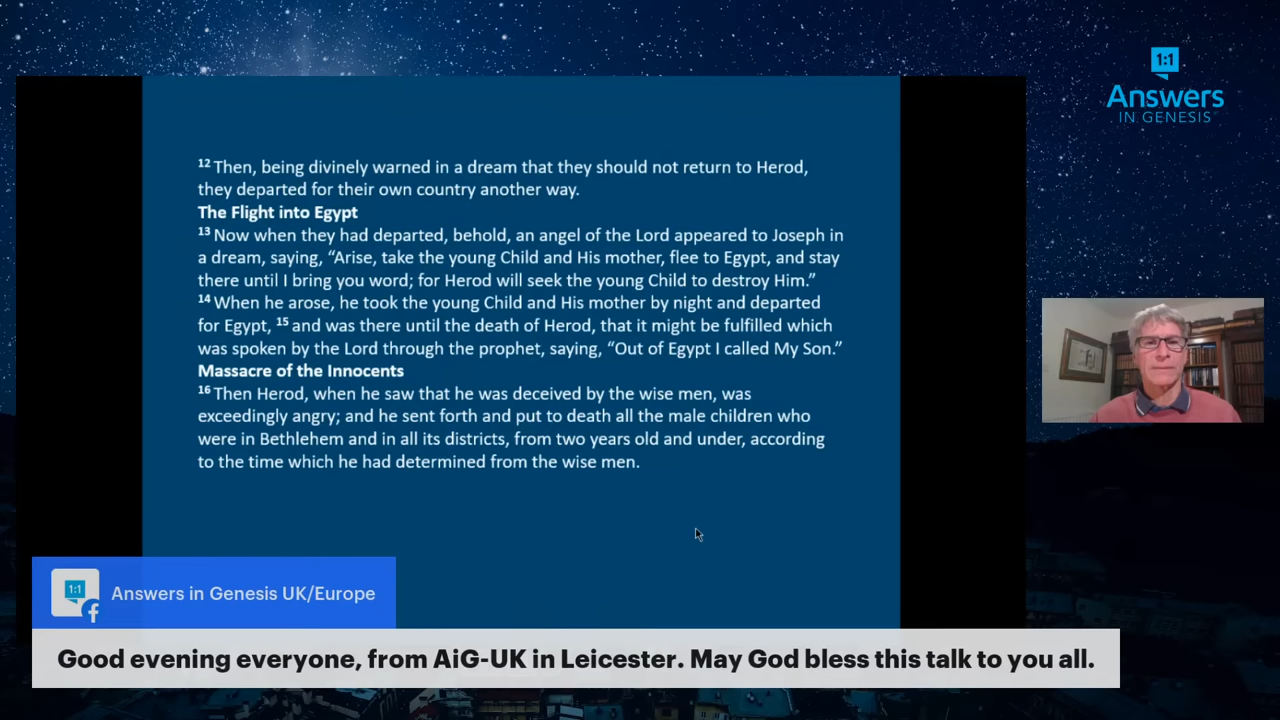 1:1
Answers
IN GENESIS
12 Then, being divinely warned in a dream that they should not return to Herod,
they departed for their own country another way.
The Flight into Egypt
13 Now when they had departed, behold, an angel of the Lord appeared to Joseph in
a dream, saying, “Arise, take the young Child and His mother, flee to Egypt, and stay
there until I bring you word; for Herod will seek the young Child to destroy Him.”
14 When he arose, he took the young Child and His mother by night and departed
for Egypt, 15 and was there until the death of Herod, that it might be fulfilled which
was spoken by the Lord through the prophet, saying, “Out of Egypt I called My Son.”
Massacre of the Innocents
16 Then Herod, when he saw that he was deceived by the wise men, was
exceedingly angry; and he sent forth and put to death all the male children who
were in Bethlehem and in all its districts, from two years old and under, according
to the time which he had determined from the wise men.
1:1
Answers in Genesis UK/Europe
Good evening everyone, from AiG-UK in Leicester. May God bless this talk to you all.